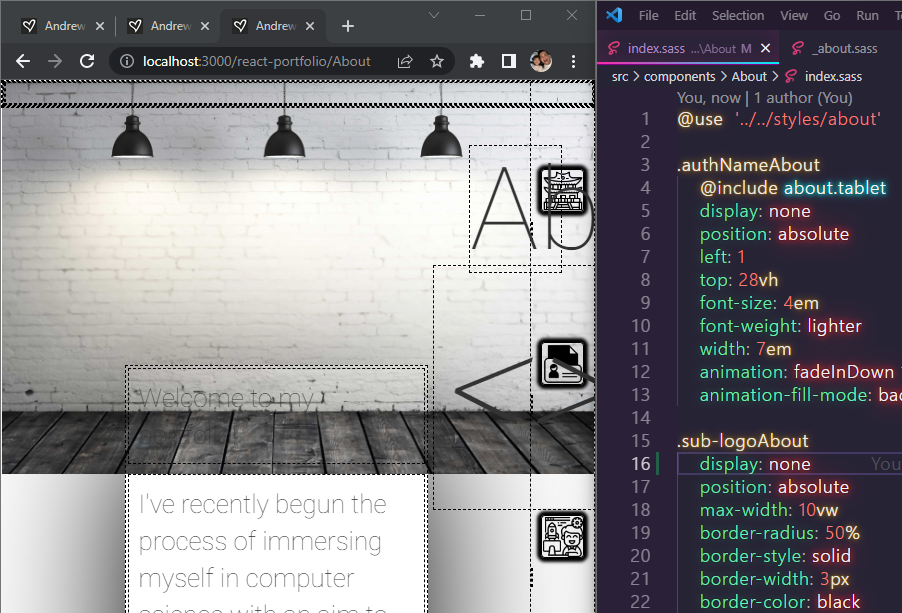 Andrew
Andrew
Andrew
localhost:3000/react-portfolio/About
Ab
Welcome to my
I've recently begun the
process of immersing
myself in computer
science with an aim to
File Edit Selection View Go Run
index.sass ...\About M
_about.sass
src > components > About > index.sass
You, now | 1 author (You)
1 @use '../../styles/about'
2
3 .authNameAbout
4 @include about.tablet
5 display: none
6 position: absolute
7 left: 1
8 top: 28vh
9 font-size: 4em
10 font-weight: lighter
11 width: 7em
12 animation: fadeInDown
13 animation-fill-mode: bac
14
15 .sub-logoAbout
16 display: none You
17 position: absolute
18 max-width: 10vw
19 border-radius: 50%
20 border-style: solid
21 border-width: 3px
22 border-color: black